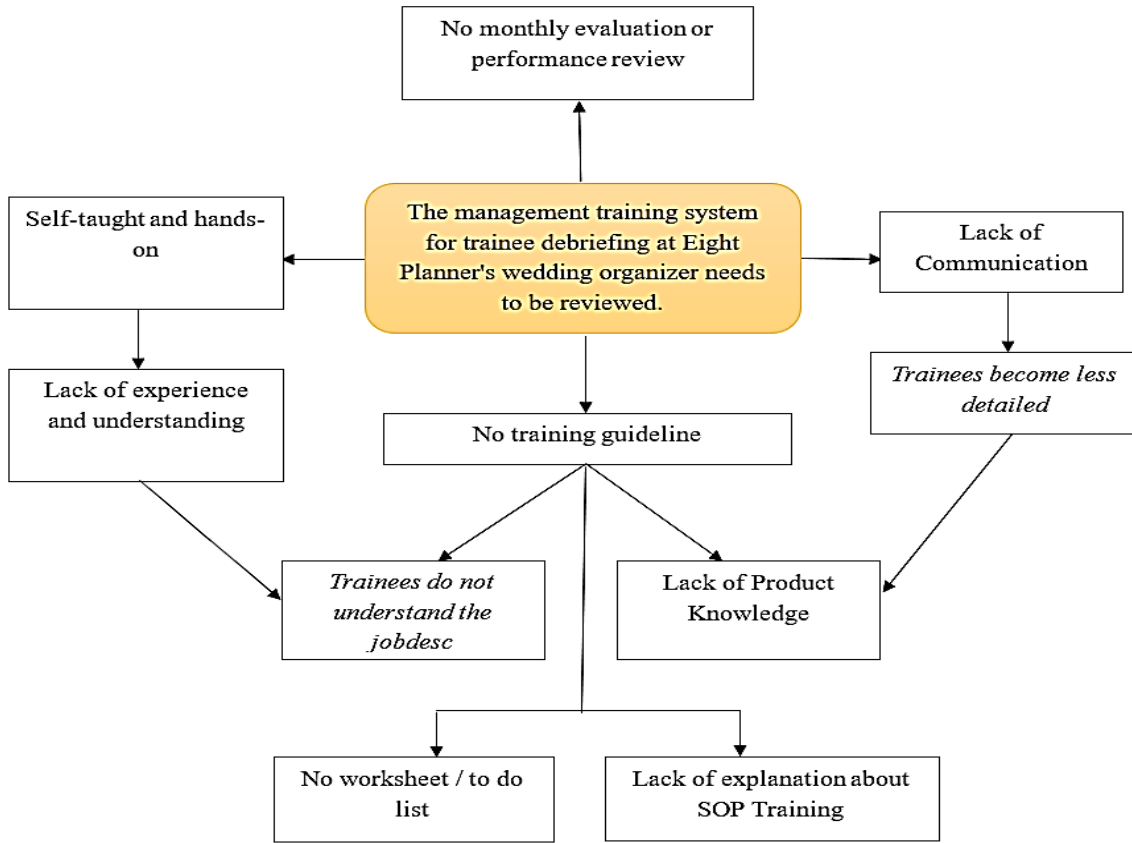 No monthly evaluation or
performance review
Self-taught and hands-
on
The management training system
for trainee debriefing at Eight
Planner's wedding organizer needs
to be reviewed.
Lack of
Communication
Lack of experience
and understanding
No training guideline
Trainees become less
detailed
Trainees do not
understand the
jobdesc
Lack of Product
Knowledge
No worksheet / to do
list
Lack of explanation about
SOP Training